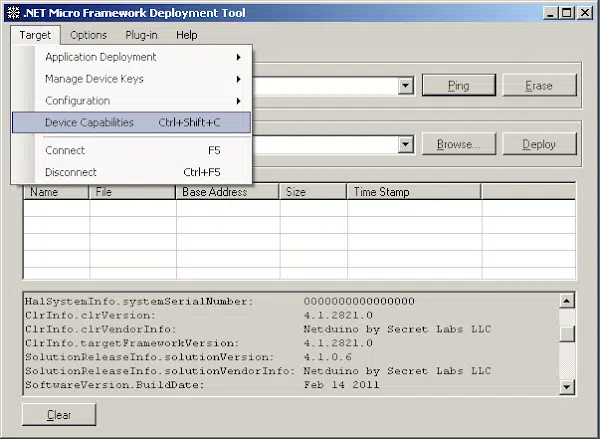 .NET Micro Framework Deployment Tool
Target Options Plug-in Help
Application Deployment
Manage Device Keys
Configuration
Device Capabilities Ctrl+Shift+C
Connect F5
Disconnect Ctrl+F5
Ping Erase
Browse... Deploy
Name File Base Address Size Time Stamp
HalSystemInfo.systemSerialNumber: 0000000000000000
ClrInfo.clrVersion: 4.1.2821.0
ClrInfo.clrVendorInfo: Netduino by Secret Labs LLC
ClrInfo.targetFrameworkVersion: 4.1.2821.0
SolutionReleaseInfo.solutionVersion: 4.1.0.6
SolutionReleaseInfo.solutionVendorInfo: Netduino by Secret Labs LLC
SoftwareVersion.BuildDate: Feb 14 2011
Clear